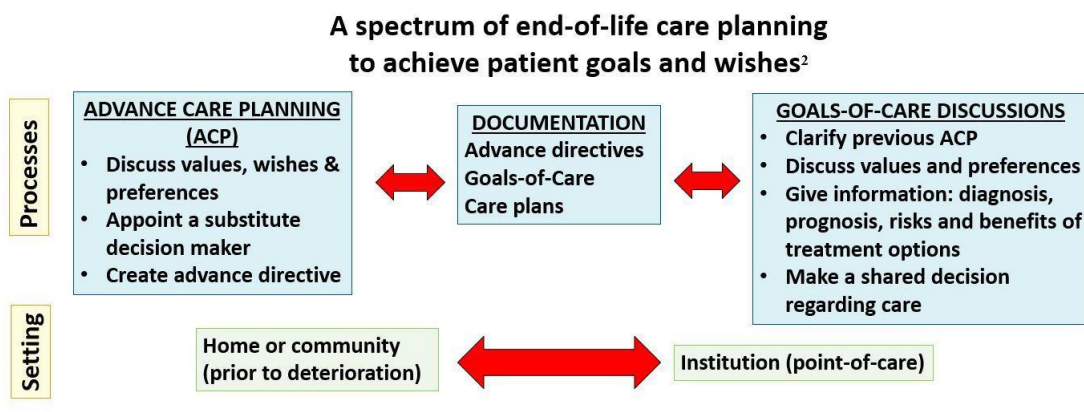 A spectrum of end-of-life care planning
to achieve patient goals and wishes²
Processes
ADVANCE CARE PLANNING
(ACP)
• Discuss values, wishes &
preferences
• Appoint a substitute
decision maker
• Create advance directive
DOCUMENTATION
Advance directives
Goals-of-Care
Care plans
GOALS-OF-CARE DISCUSSIONS
• Clarify previous ACP
• Discuss values and preferences
• Give information: diagnosis,
prognosis, risks and benefits of
treatment options
• Make a shared decision
regarding care
Setting
Home or community
(prior to deterioration)
Institution (point-of-care)